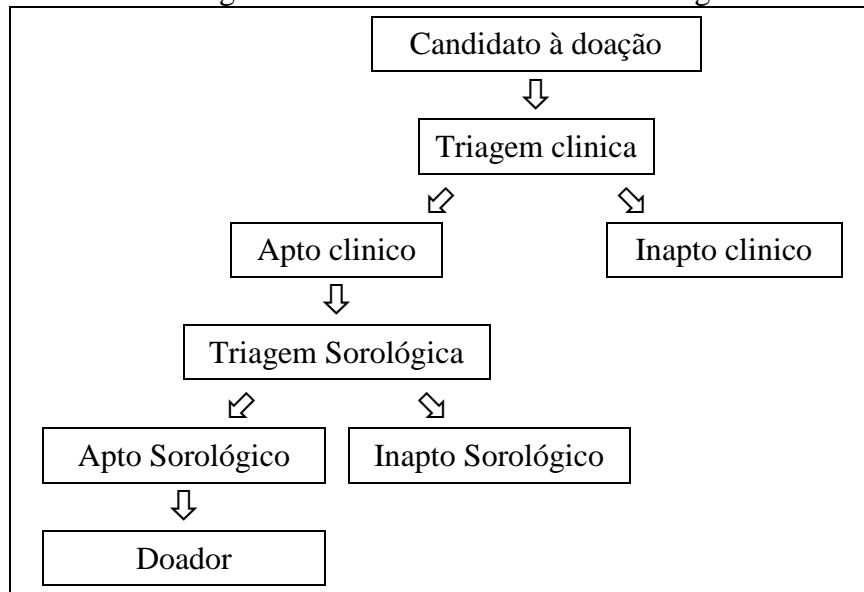 Candidato à doação
Triagem clinica
Apto clinico
Inapto clinico
Triagem Sorológica
Apto Sorológico
Inapto Sorológico
Doador